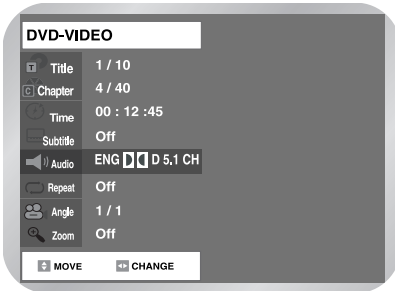 DVD-VIDEO
T Title 1 / 10
C Chapter 4 / 40
Time 00 : 12 :45
Subtitle Off
Audio ENG D 5.1 CH
Repeat Off
Angle 1 / 1
Zoom Off
MOVE CHANGE